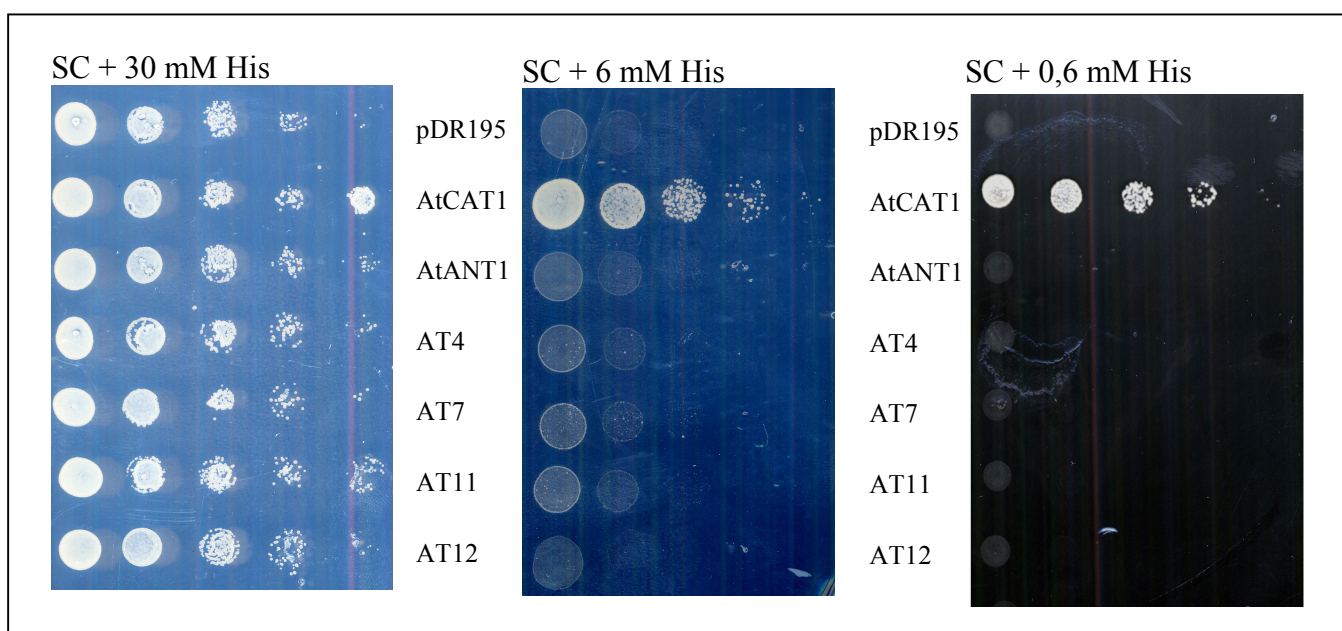 SC + 30 mM His
SC + 6 mM His
SC + 0,6 mM His
pDR195
AtCAT1
AtANT1
AT4
AT7
AT11
AT12
pDR195
AtCAT1
AtANT1
AT4
AT7
AT11
AT12